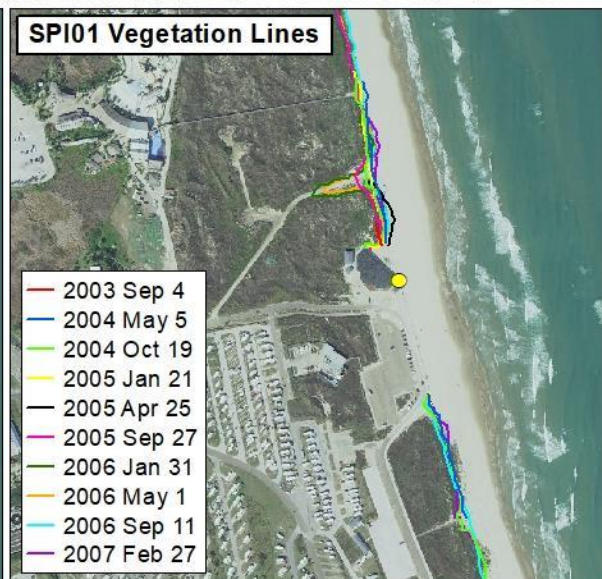 SPI01 Vegetation Lines
2003 Sep 4
2004 May 5
2004 Oct 19
2005 Jan 21
2005 Apr 25
2005 Sep 27
2006 Jan 31
2006 May 1
2006 Sep 11
2007 Feb 27